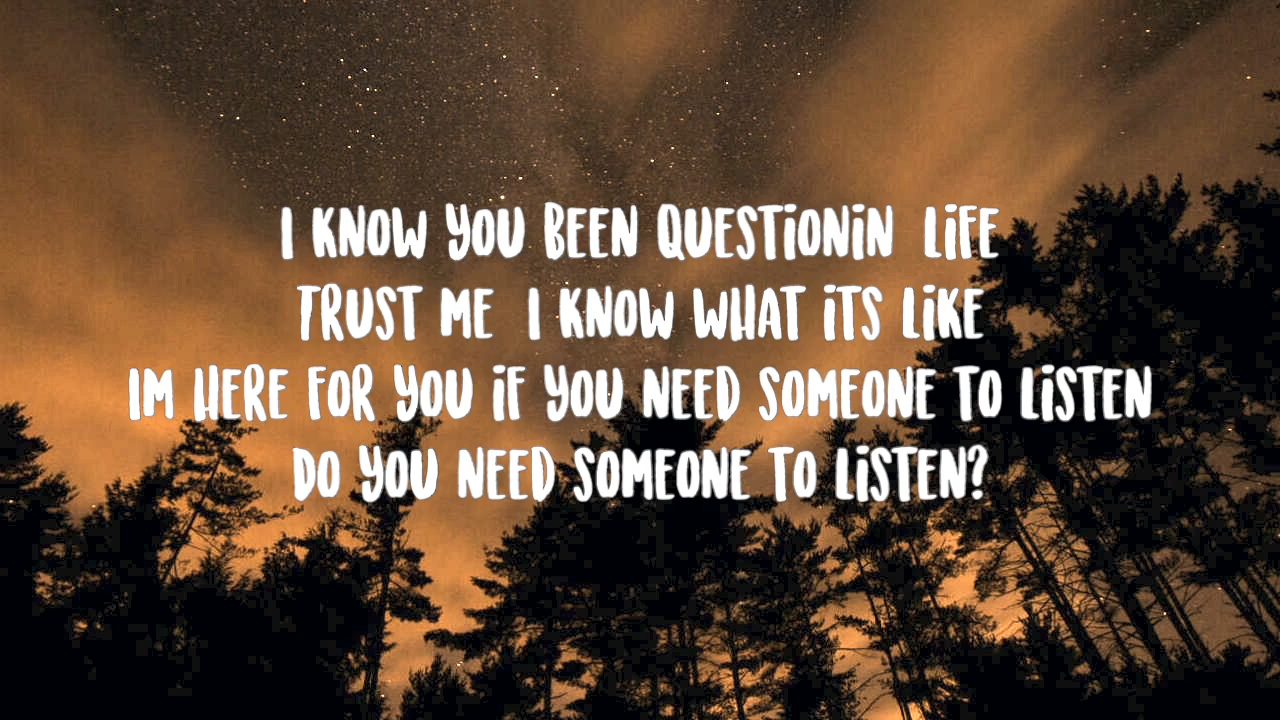 I KNOW YOU BEEN QUESTIONIN LIFE
TRUST ME I KNOW WHAT ITS LIKE
IM HERE FOR YOU IF YOU NEED SOMEONE TO LISTEN
DO YOU NEED SOMEONE TO LISTEN?